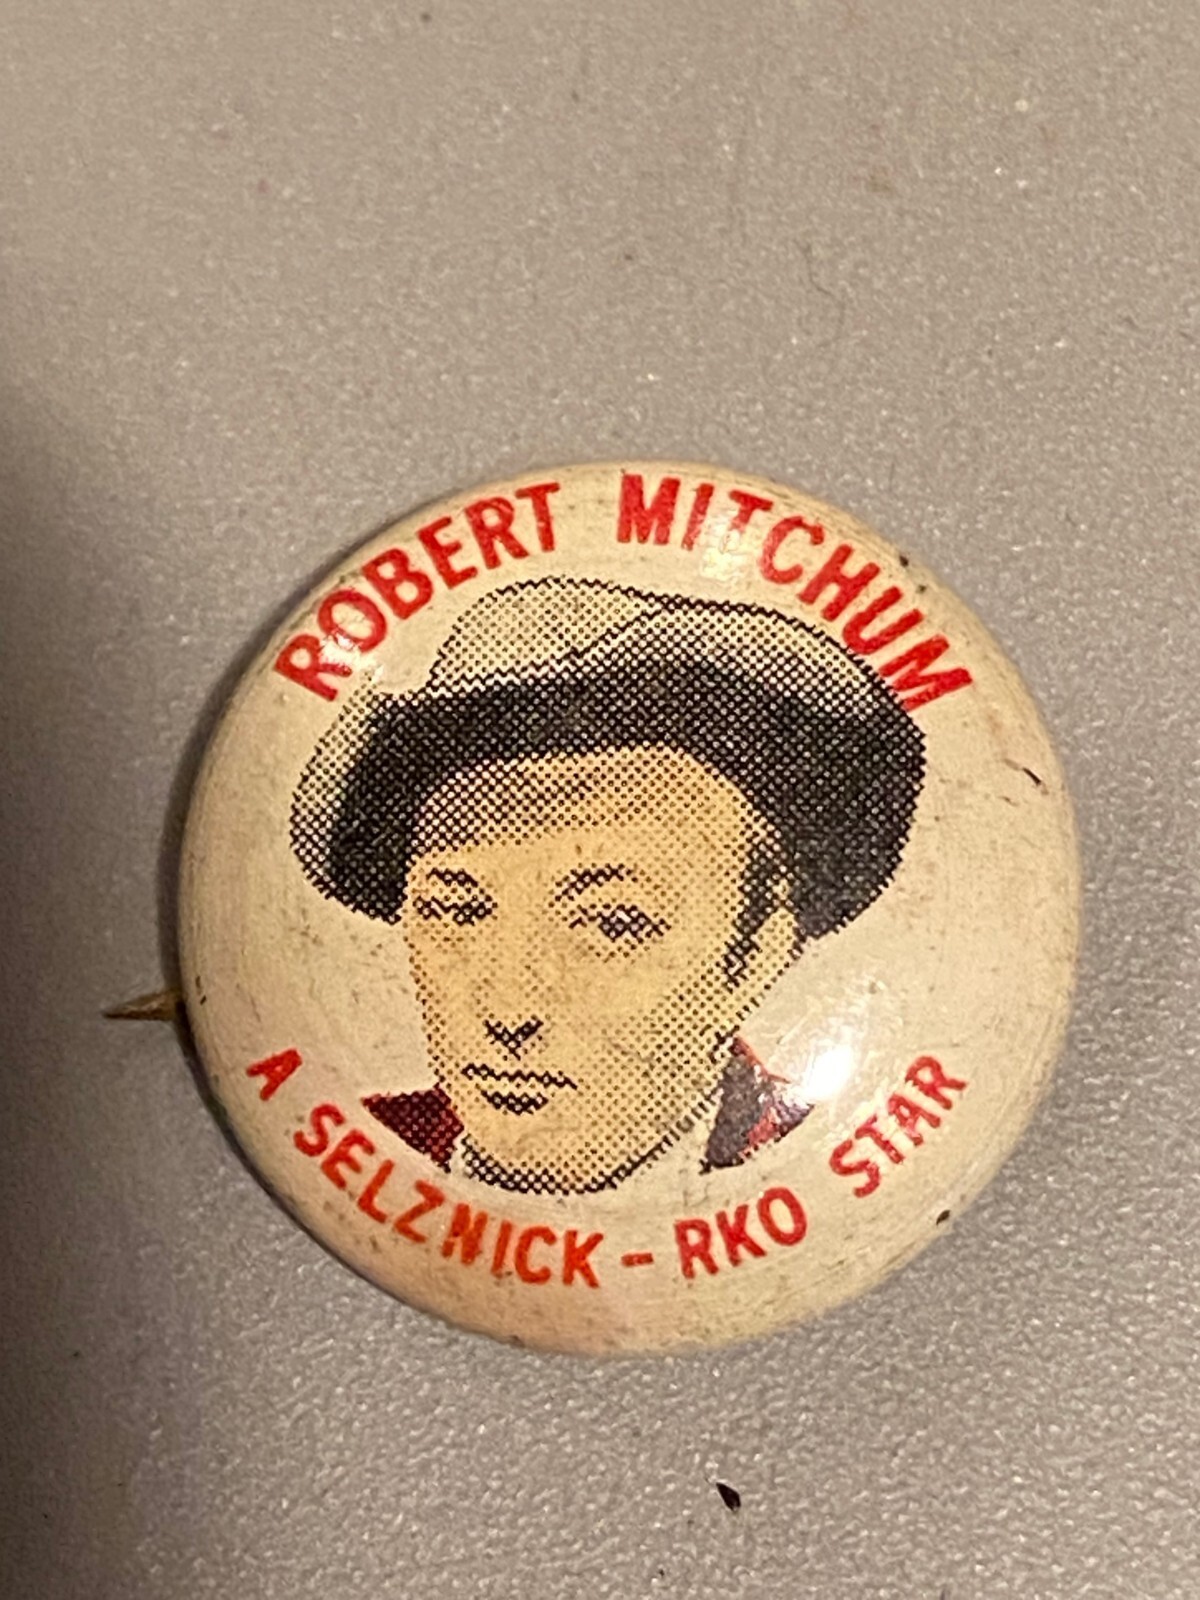 ROBERT MITCHUM
A SELZNICK - RKO STAR